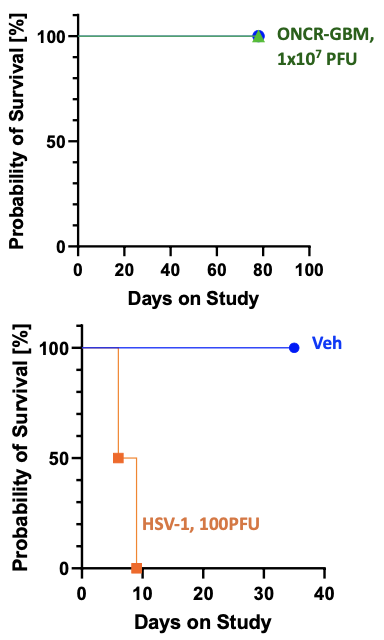 Probability of Survival [%]
100
50
0
ONCR-GBM,
1x10⁷ PFU
0 20 40 60 80 100
Days on Study
Probability of Survival [%]
100
50
0
Veh
HSV-1, 100PFU
0 10 20 30 40
Days on Study